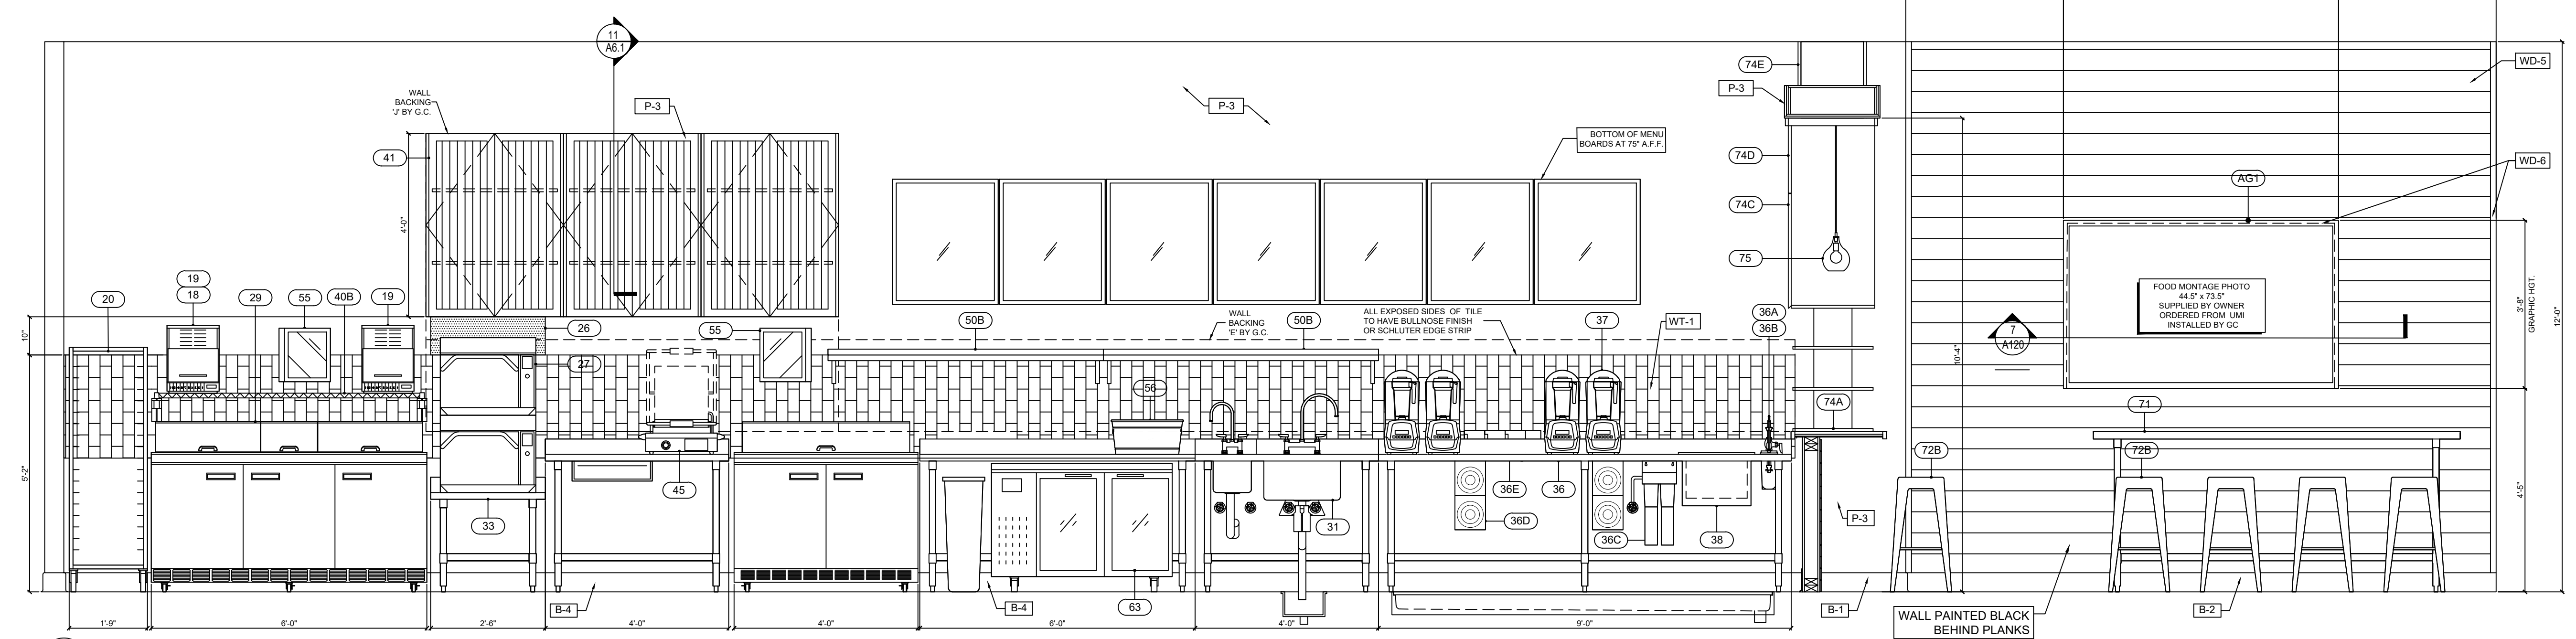 11
A6.1
WALL
BACKING
'J' BY G.C.
P-3
P-3
74E
P-3
WD-5
41
BOTTOM OF MENU
BOARDS AT 75" A.F.F.
74D
WD-6
AG1
74C
4'-0"
75
19
18
20
29
55
40B
19
FOOD MONTAGE PHOTO
44.5" x 73.5"
SUPPLIED BY OWNER
ORDERED FROM UMI
INSTALLED BY GC
3'-8"
GRAPHIC HGT.
12'-0"
10"
26
55
50B
WALL
BACKING
'E' BY G.C.
50B
ALL EXPOSED SIDES OF TILE
TO HAVE BULLNOSE FINISH
OR SCHLUTER EDGE STRIP
37
WT-1
36A
36B
7
A120
10'-4"
27
56
74A
71
72B
72B
5'-2"
45
33
31
36E
36
36D
36C
38
P-3
4'-5"
B-4
B-4
63
B-1
WALL PAINTED BLACK
BEHIND PLANKS
B-2
1'-9"
6'-0"
2'-6"
4'-0"
4'-0"
6'-0"
4'-0"
9'-0"